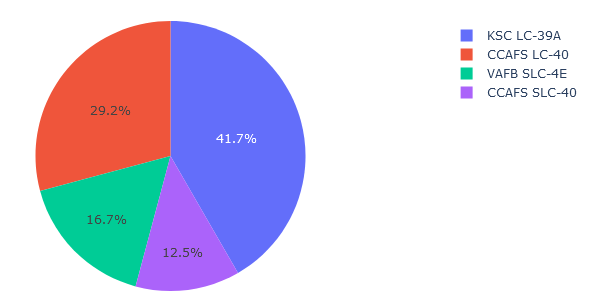 KSC LC-39A
CCAFS LC-40
VAFB SLC-4E
CCAFS SLC-40
29.2%
41.7%
16.7%
12.5%